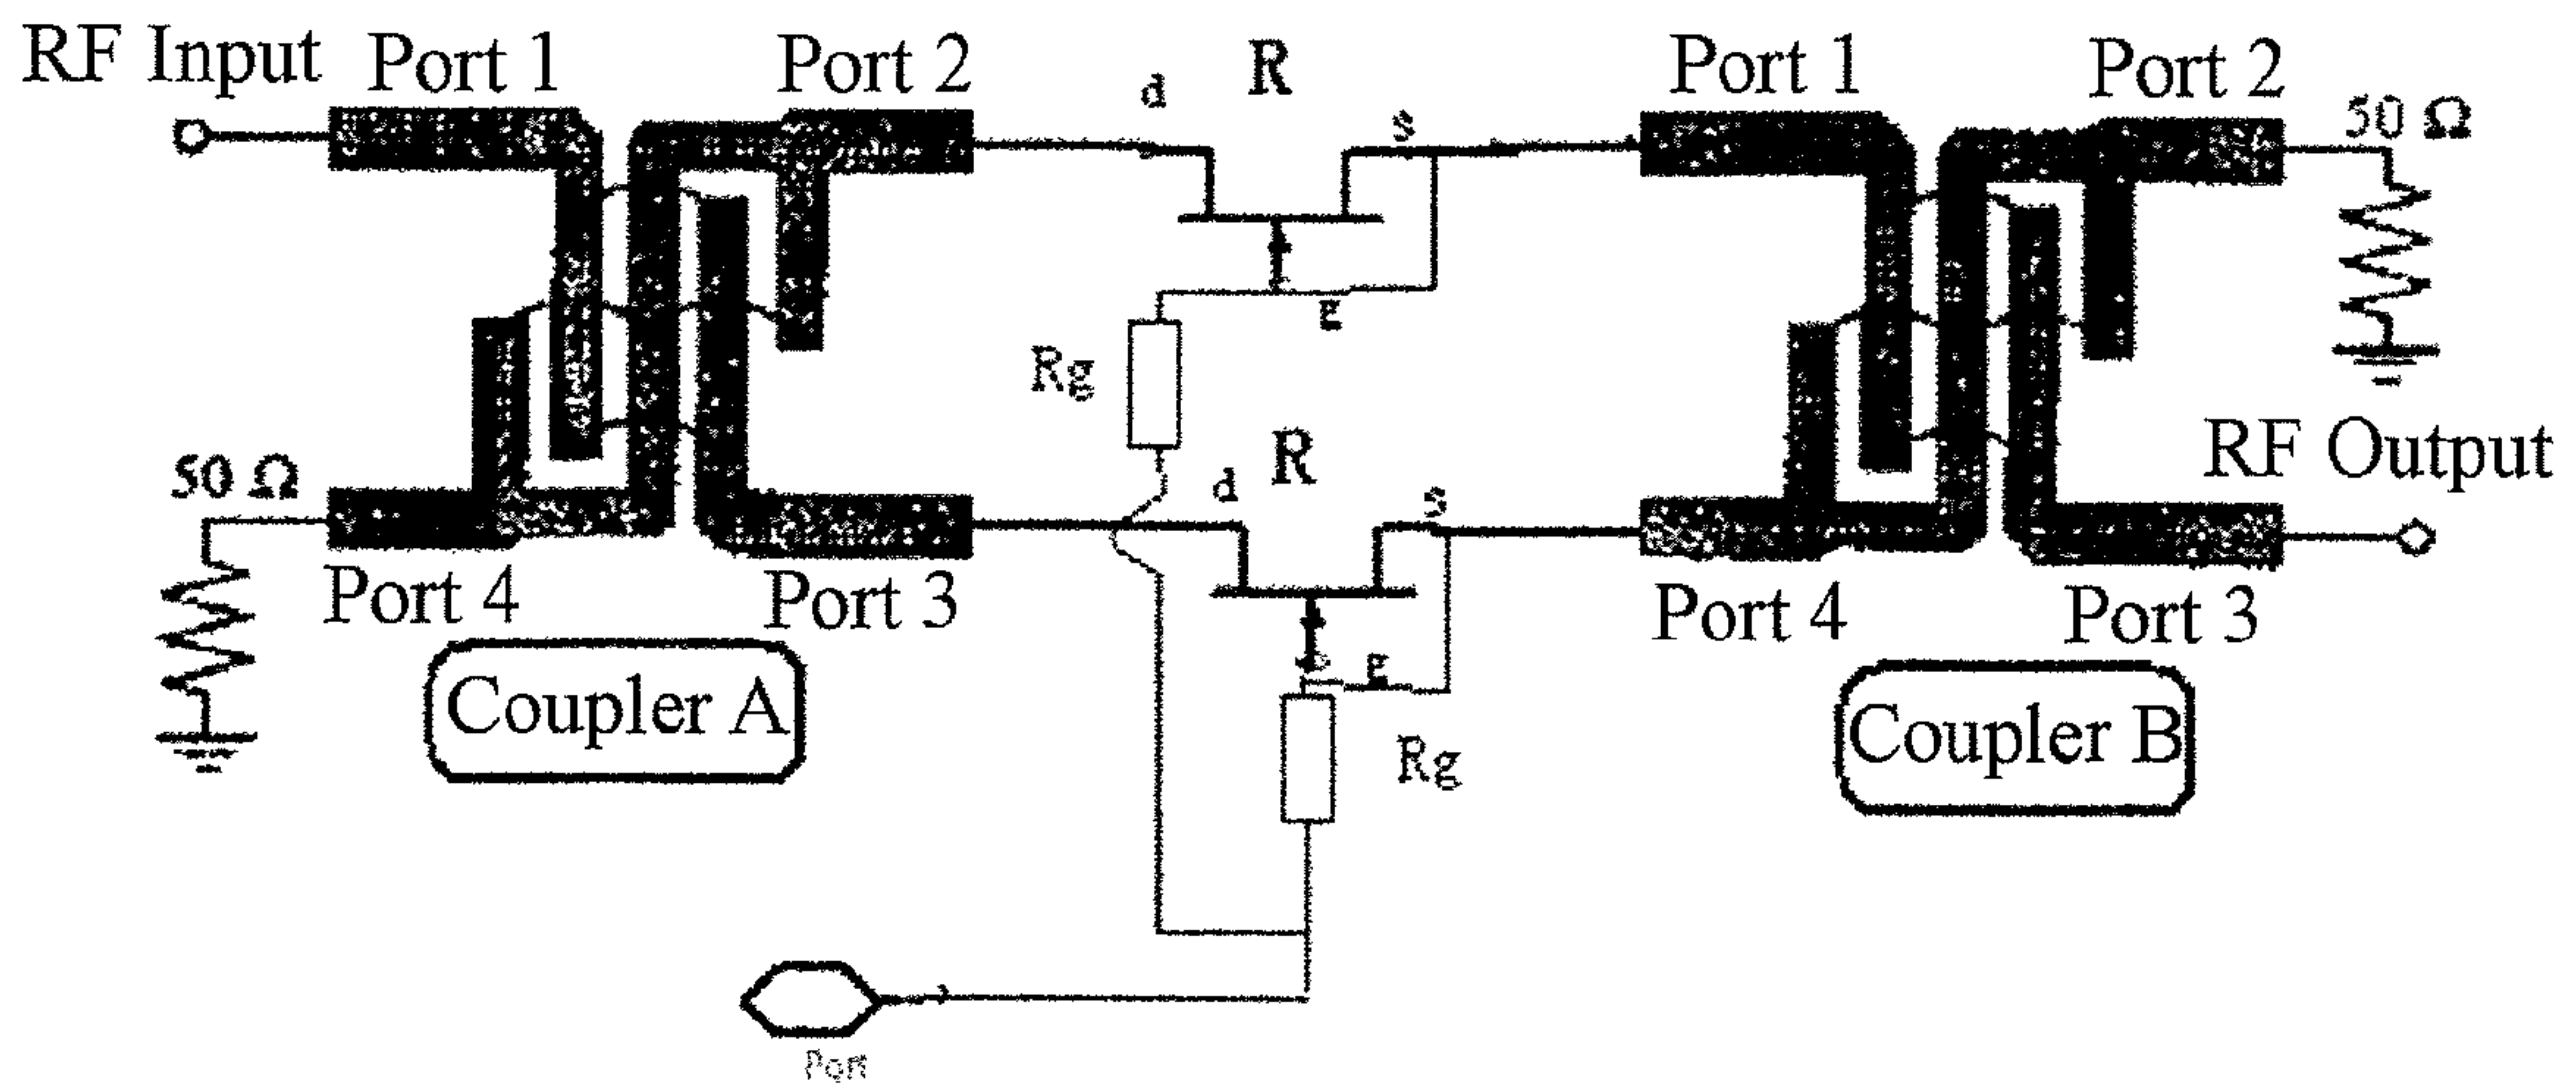 RF Input
Port 1
Port 2
d
R
s
Port 1
Port 2
50 Ω
g
Rg
R
d
s
RF Output
50 Ω
Port 4
Port 3
Port 4
Port 3
Coupler A
g
Rg
Coupler B
Port